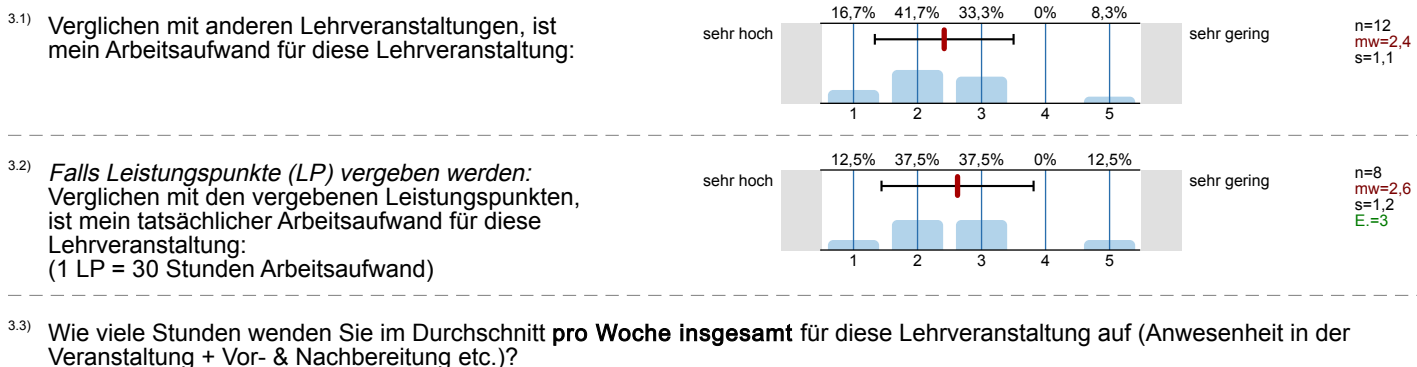 3.1) Verglichen mit anderen Lehrveranstaltungen, ist
mein Arbeitsaufwand für diese Lehrveranstaltung:
16,7% 41,7% 33,3% 0% 8,3%
sehr hoch
sehr gering
1 2 3 4 5
n=12
mw=2,4
s=1,1
3.2) Falls Leistungspunkte (LP) vergeben werden:
Verglichen mit den vergebenen Leistungspunkten,
ist mein tatsächlicher Arbeitsaufwand für diese
Lehrveranstaltung:
(1 LP = 30 Stunden Arbeitsaufwand)
12,5% 37,5% 37,5% 0% 12,5%
sehr hoch
sehr gering
1 2 3 4 5
n=8
mw=2,6
s=1,2
E.=3
3.3) Wie viele Stunden wenden Sie im Durchschnitt pro Woche insgesamt für diese Lehrveranstaltung auf (Anwesenheit in der
Veranstaltung + Vor- & Nachbereitung etc.)?